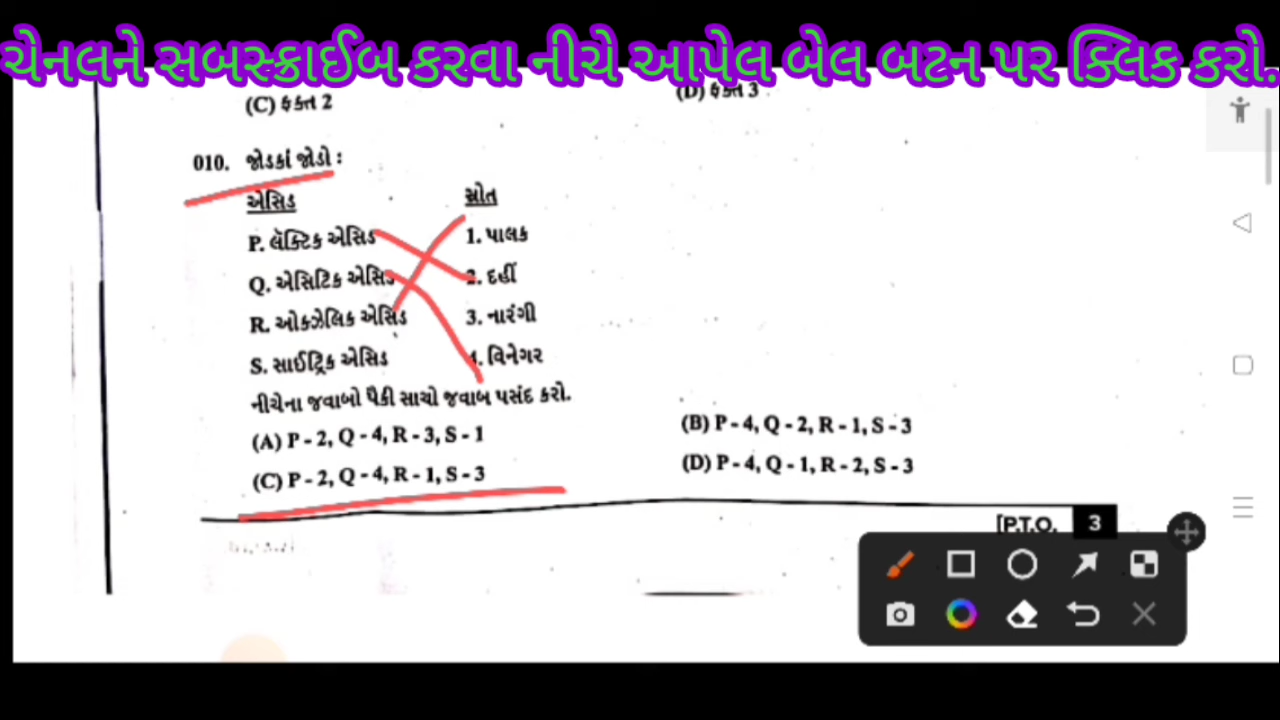 ચેનલને સબસ્ક્રાઈબ કરવા નીચે આપેલ બેલ બટન પર ક્લિક કરો.
(C) ફક્ત 2
(D) ફક્ત 3
010. જોડકાં જોડો :
એસિડ
સ્રોત
P. લૅક્ટિક એસિડ
1. પાલક
Q. એસિટિક એસિડ
2. દહીં
R. ઓક્ઝેલિક એસિડ
3. નારંગી
S. સાઈટ્રિક એસિડ
4. વિનેગર
નીચેના જવાબો પૈકી સાચો જવાબ પસંદ કરો.
(A) P - 2, Q - 4, R - 3, S - 1
(B) P - 4, Q - 2, R - 1, S - 3
(C) P - 2, Q - 4, R - 1, S - 3
(D) P - 4, Q - 1, R - 2, S - 3
[P.T.O. 3